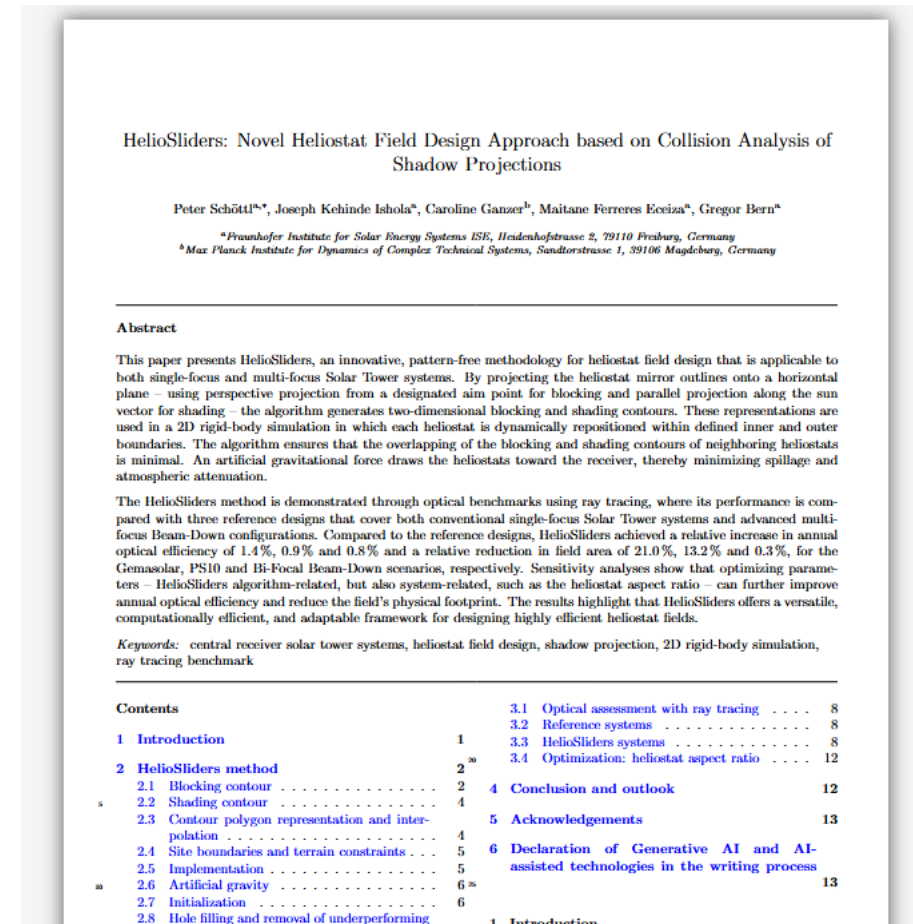 HelioSliders: Novel Heliostat Field Design Approach based on Collision Analysis of
Shadow Projections
Peter Schöttl^a,*, Joseph Kehinde Ishola^a, Caroline Ganzer^b, Maitane Ferreres Eceiza^a, Gregor Bern^a
^a Fraunhofer Institute for Solar Energy Systems ISE, Heidenhofstrasse 2, 79110 Freiburg, Germany
^b Max Planck Institute for Dynamics of Complex Technical Systems, Sandtorstrasse 1, 39106 Magdeburg, Germany
Abstract
This paper presents HelioSliders, an innovative, pattern-free methodology for heliostat field design that is applicable to
both single-focus and multi-focus Solar Tower systems. By projecting the heliostat mirror outlines onto a horizontal
plane – using perspective projection from a designated aim point for blocking and parallel projection along the sun
vector for shading – the algorithm generates two-dimensional blocking and shading contours. These representations are
used in a 2D rigid-body simulation in which each heliostat is dynamically repositioned within defined inner and outer
boundaries. The algorithm ensures that the overlapping of the blocking and shading contours of neighboring heliostats
is minimal. An artificial gravitational force draws the heliostats toward the receiver, thereby minimizing spillage and
atmospheric attenuation.
The HelioSliders method is demonstrated through optical benchmarks using ray tracing, where its performance is com-
pared with three reference designs that cover both conventional single-focus Solar Tower systems and advanced multi-
focus Beam-Down configurations. Compared to the reference designs, HelioSliders achieved a relative increase in annual
optical efficiency of 1.4%, 0.9% and 0.8% and a relative reduction in field area of 21.0%, 13.2% and 0.3%, for the
Gemasolar, PS10 and Bi-Focal Beam-Down scenarios, respectively. Sensitivity analyses show that optimizing parame-
ters – HelioSliders algorithm-related, but also system-related, such as the heliostat aspect ratio – can further improve
annual optical efficiency and reduce the field's physical footprint. The results highlight that HelioSliders offers a versatile,
computationally efficient, and adaptable framework for designing highly efficient heliostat fields.
Keywords: central receiver solar tower systems, heliostat field design, shadow projection, 2D rigid-body simulation,
ray tracing benchmark
Contents
1 Introduction 1
2 HelioSliders method 2
2.1 Blocking contour . . . . . . . . . . . . . . . 2
5 2.2 Shading contour . . . . . . . . . . . . . . . 4
2.3 Contour polygon representation and inter-
polation . . . . . . . . . . . . . . . . . . . . 4
2.4 Site boundaries and terrain constraints . . . 5
2.5 Implementation . . . . . . . . . . . . . . . . 5
10 2.6 Artificial gravity . . . . . . . . . . . . . . . 6
2.7 Initialization . . . . . . . . . . . . . . . . . 6
2.8 Hole filling and removal of underperforming
3.1 Optical assessment with ray tracing . . . . 8
3.2 Reference systems . . . . . . . . . . . . . . 8
3.3 HelioSliders systems . . . . . . . . . . . . . 8
20 3.4 Optimization: heliostat aspect ratio . . . . 12
4 Conclusion and outlook 12
5 Acknowledgements 13
6 Declaration of Generative AI and AI-
assisted technologies in the writing process
25 13
1 Introduction